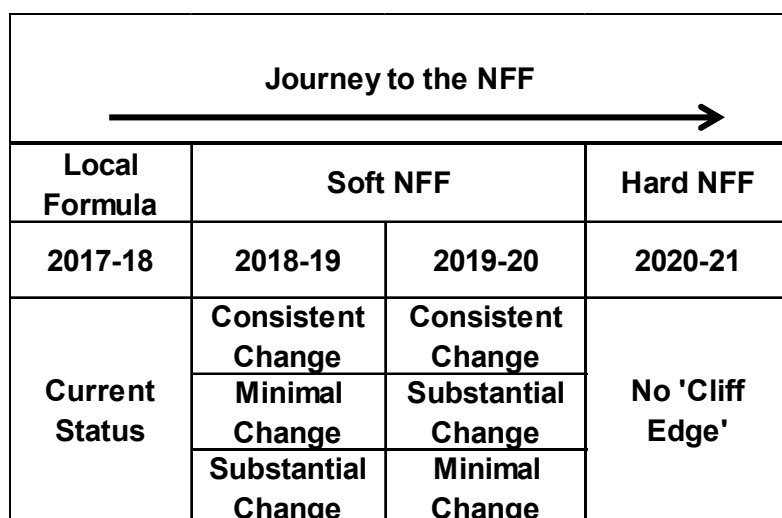 Journey to the NFF
Local
Formula
Soft NFF
Hard NFF
2017-18
2018-19
2019-20
2020-21
Current
Status
Consistent
Change
Consistent
Change
Minimal
Change
Substantial
Change
Substantial
Change
Minimal
Change
No 'Cliff
Edge'